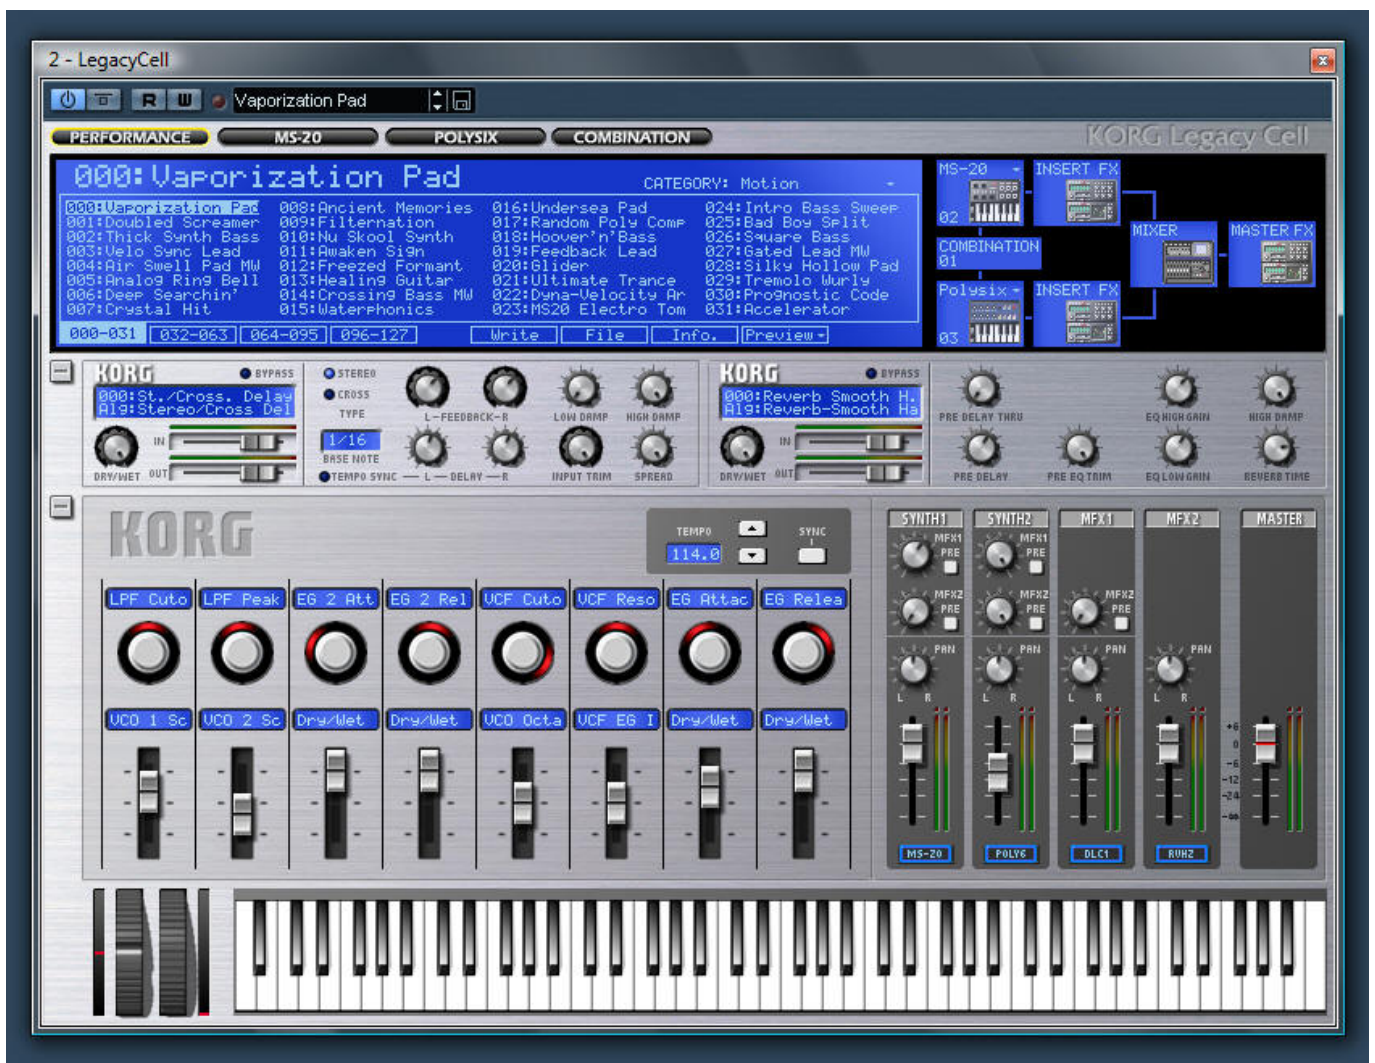 2 - LegacyCell
R W Vaporization Pad
PERFORMANCE MS-20 POLYSIX COMBINATION KORG Legacy Cell
000:Vaporization Pad CATEGORY: Motion
000:Vaporization Pad 008:Ancient Memories 016:Undersea Pad 024:Intro Bass Sweep
001:Doubled Screamer 009:Filternation 017:Random Poly Comp 025:Bad Boy Split
002:Thick Synth Bass 010:Nu Skool Synth 018:Hoover'n'Bass 026:Square Bass
003:Velo Sync Lead 011:Awaken Sign 019:Feedback Lead 027:Gated Lead MW
004:Air Swell Pad MW 012:Freezed Formant 020:Glider 028:Silky Hollow Pad
005:Analog Ring Bell 013:Healing Guitar 021:Ultimate Trance 029:Tremolo Wurly
006:Deep Searchin' 014:Crossing Bass MW 022:Dyna-Velocity Ar 030:Prognostic Code
007:Crystal Hit 015:Waterphonics 023:MS20 Electro Tom 031:Accelerator
000-031 032-063 064-095 096-127 Write File Info. Preview
MS-20 INSERT FX
02
COMBINATION
01
MIXER MASTER FX
Polysix INSERT FX
03
KORG BYPASS
000:St./Cross. Delay
Alg:Stereo/Cross Del
DRY/WET IN
OUT
STEREO
CROSS
TYPE
1/16
BASE NOTE
TEMPO SYNC
L-FEEDBACK-R LOW DAMP HIGH DAMP
L - DELAY - R INPUT TRIM SPREAD
KORG BYPASS
000:Reverb Smooth H.
Alg:Reverb-Smooth Ha
DRY/WET IN
OUT
PRE DELAY THRU EQ HIGH GAIN HIGH DAMP
PRE DELAY PRE EQ TRIM EQ LOW GAIN REVERB TIME
KORG
TEMPO SYNC
114.0
LPF Cuto LPF Peak EG 2 Att EG 2 Rel VCF Cuto VCF Reso EG Attac EG Relea
VCO 1 Sc VCO 2 Sc Dry/Wet Dry/Wet VCO Octa VCF EG I Dry/Wet Dry/Wet
SYNTH1 SYNTH2 MFX1 MFX2 MASTER
MFX1 MFX1
PRE PRE
MFX2 MFX2 MFX2
PRE PRE PRE
PAN PAN PAN PAN
L R L R L R L R
+6
0
-6
-12
-24
-∞
MS-20 POLY6 DLC1 RVH2